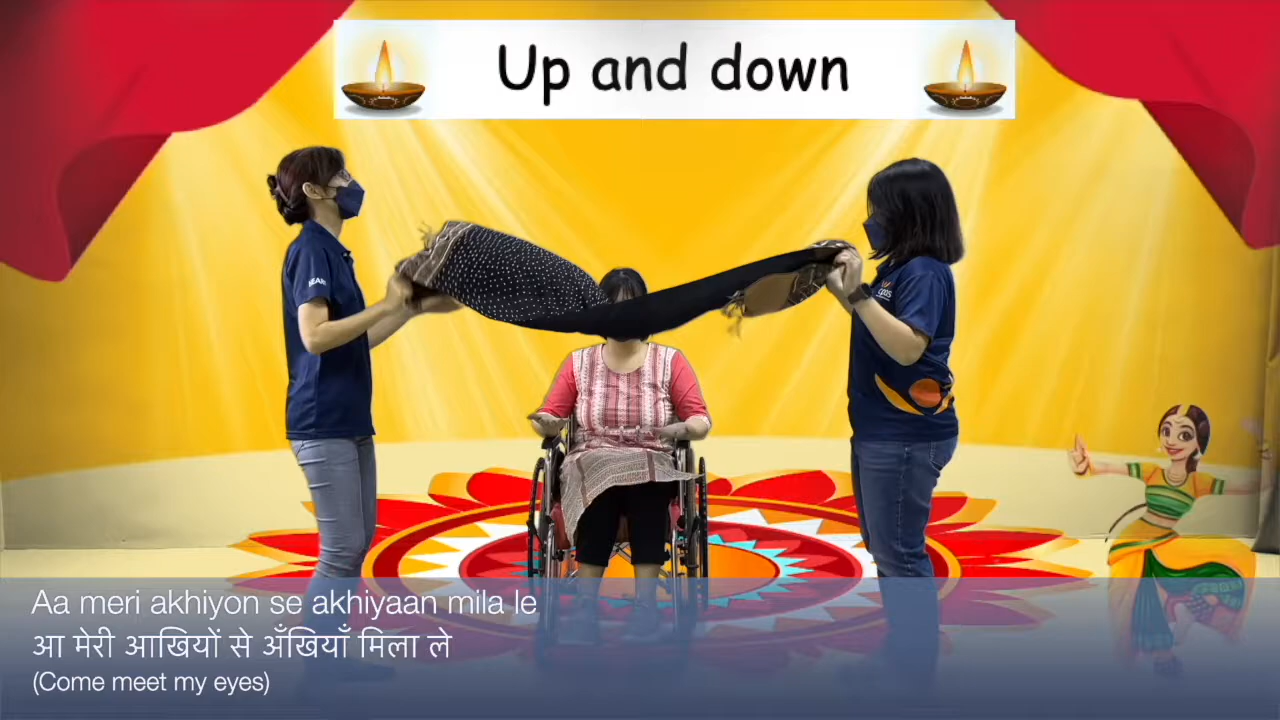 Up and down
Aa meri akhiyon se akhiyaan mila le
आ मेरी आखियों से अँखियाँ मिला ले
(Come meet my eyes)